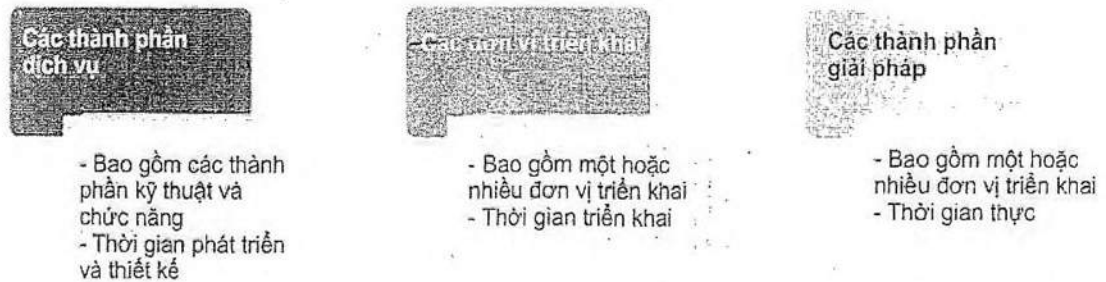 Các thành phần
dịch vụ
- Bao gồm các thành
phần kỹ thuật và
chức năng
- Thời gian phát triển
và thiết kế
Các đơn vị triển khai
- Bao gồm một hoặc
nhiều đơn vị triển khai
- Thời gian triển khai
Các thành phần
giải pháp
- Bao gồm một hoặc
nhiều đơn vị triển khai
- Thời gian thực